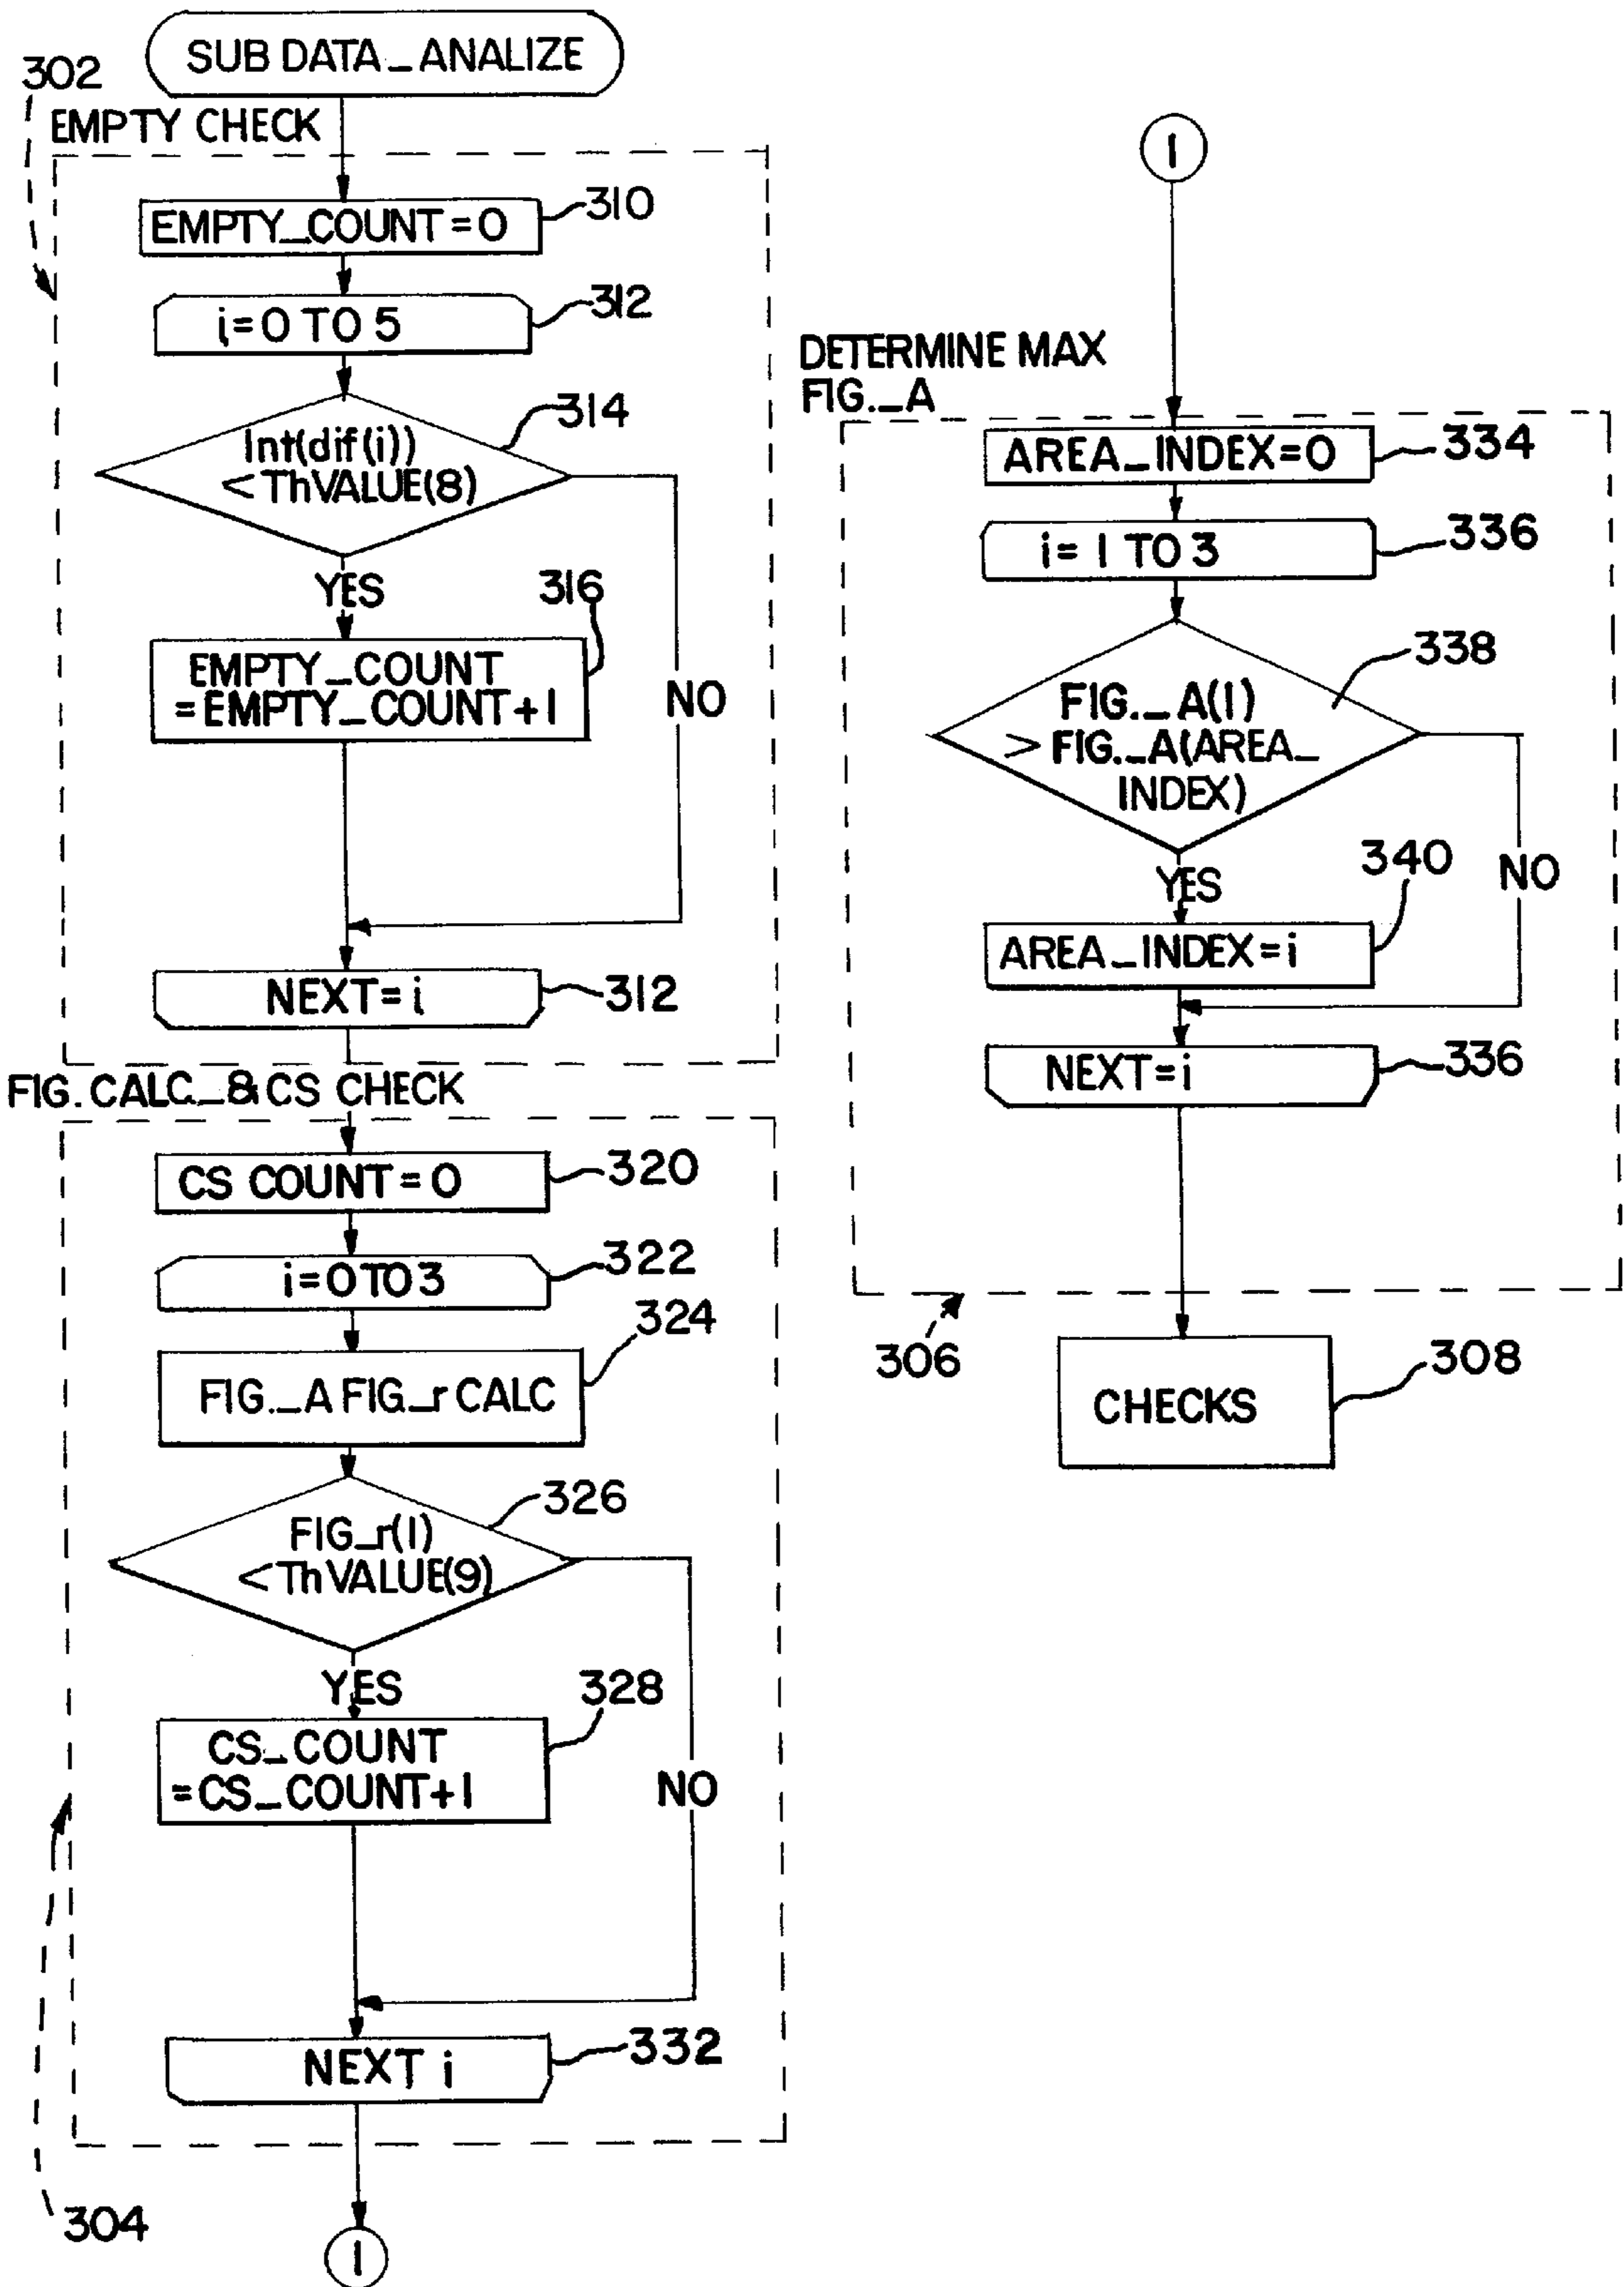 SUB DATA_ANALIZE
302
EMPTY CHECK
EMPTY_COUNT=0
310
i=0 TO 5
312
Int(dif(i))
<ThVALUE(8)
314
YES
316
EMPTY_COUNT
=EMPTY_COUNT+1
NO
NEXT=i
312
FIG.CALC._& CS CHECK
CS COUNT=0
320
i=0 TO 3
322
324
FIG._A FIG_r CALC
326
FIG_r(1)
<ThVALUE(9)
YES
328
CS_COUNT
=CS_COUNT+1
NO
NEXT i
332
304
1
1
DETERMINE MAX
FIG._A
AREA_INDEX=0
334
i=1 TO 3
336
338
FIG._A(1)
>FIG._A(AREA_
INDEX)
YES
340
NO
AREA_INDEX=i
NEXT=i
336
306
CHECKS
308